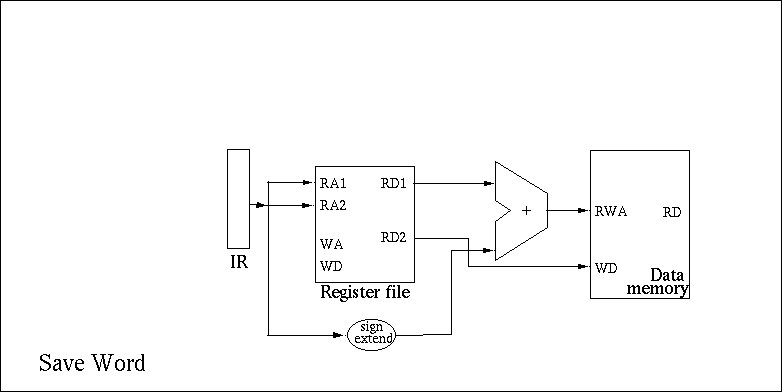 RA1 RD1
RA2
RWA RD
WA RD2
IR
WD
WD
Data
memory
Register file
sign
extend
+
Save Word